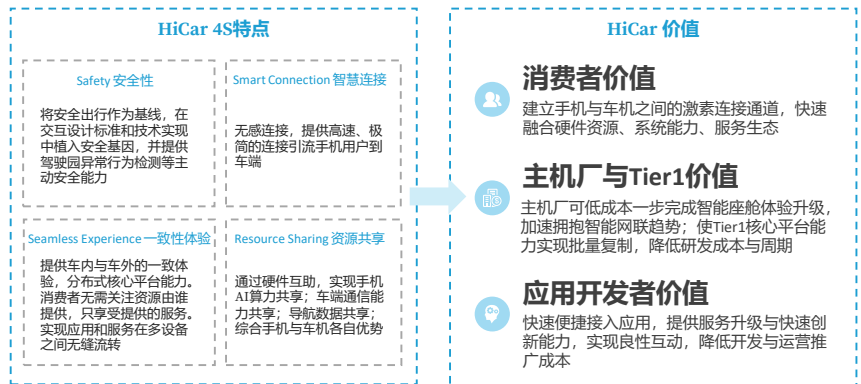 HiCar 4S特点
Safety 安全性
将安全出行作为基线，在
交互设计标准和技术实现
中植入安全基因，并提供
驾驶园异常行为检测等主
动安全能力
Smart Connection 智慧连接
无感连接，提供高速、极
简的连接引流手机用户到
车端
Seamless Experience 一致性体验
提供车内与车外的一致体
验，分布式核心平台能力。
消费者无需关注资源由谁
提供，只享受提供的服务。
实现应用和服务在多设备
之间无缝流转
Resource Sharing 资源共享
通过硬件互助，实现手机
AI算力共享；车端通信能
力共享；导航数据共享；
综合手机与车机各自优势
HiCar 价值
消费者价值
建立手机与车机之间的激素连接通道，快速
融合硬件资源、系统能力、服务生态
主机厂与Tier1价值
主机厂可低成本一步完成智能座舱体验升级，
加速拥抱智能网联趋势；使Tier1核心平台能
力实现批量复制，降低研发成本与周期
应用开发者价值
快速便捷接入应用，提供服务升级与快速创
新能力，实现良性互动，降低开发与运营推
广成本